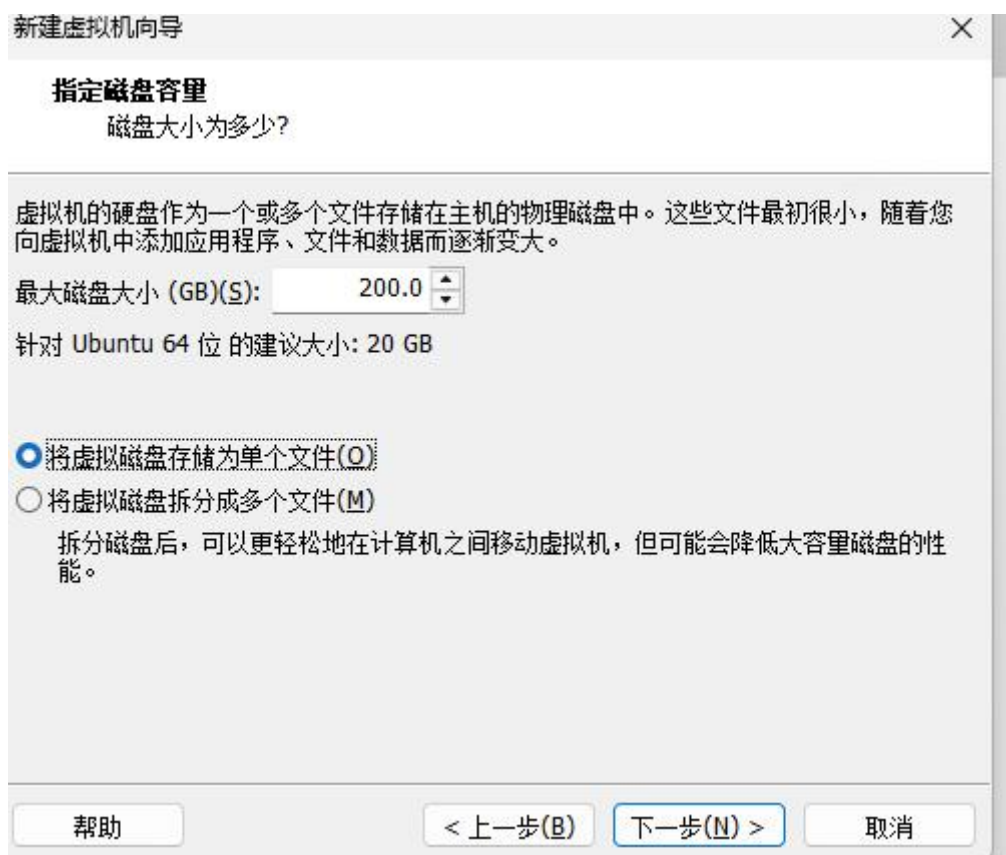 新建虚拟机向导
指定磁盘容量
磁盘大小为多少?
虚拟机的硬盘作为一个或多个文件存储在主机的物理磁盘中。这些文件最初很小，随着您
向虚拟机中添加应用程序、文件和数据而逐渐变大。
最大磁盘大小 (GB)(S): 200.0
针对 Ubuntu 64 位 的建议大小: 20 GB
将虚拟磁盘存储为单个文件(O)
将虚拟磁盘拆分成多个文件(M)
拆分磁盘后，可以更轻松地在计算机之间移动虚拟机，但可能会降低大容量磁盘的性
能。
帮助 < 上一步(B) 下一步(N) > 取消